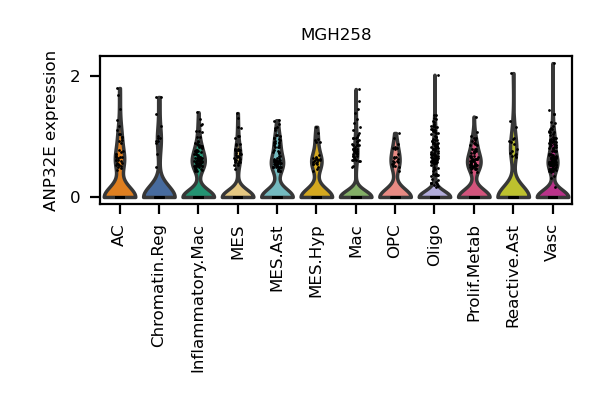 MGH258
ANP32E expression
2
0
AC
Chromatin.Reg
Inflammatory.Mac
MES
MES.Ast
MES.Hyp
Mac
OPC
Oligo
Prolif.Metab
Reactive.Ast
Vasc